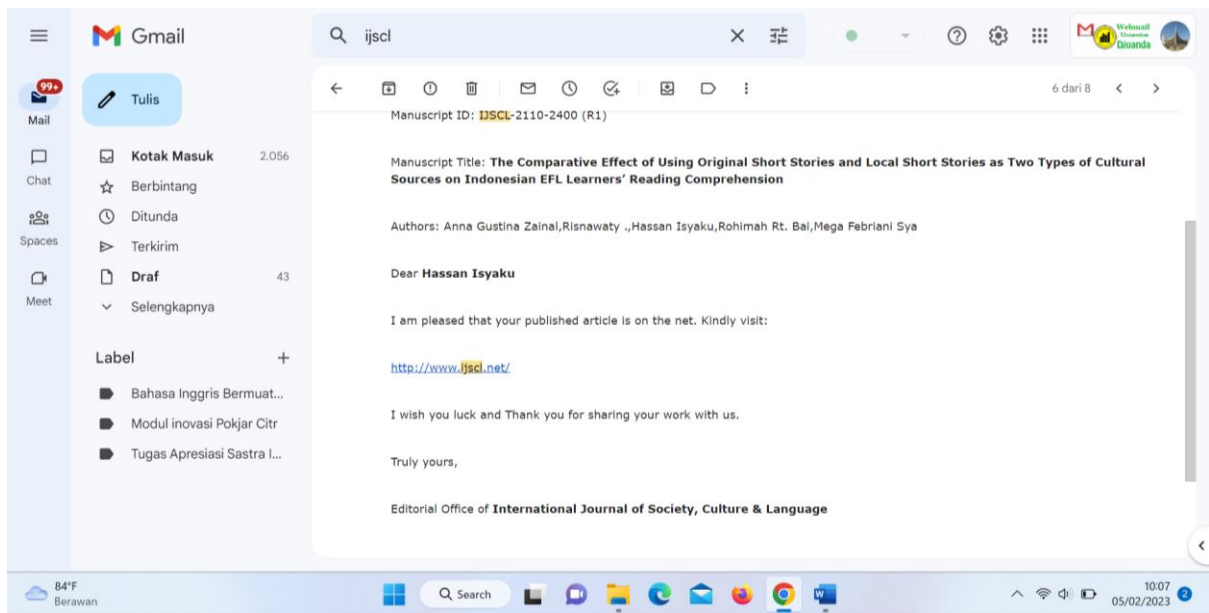 Gmail
ijscl
Webmail
Universitas
Djuanda
99+
Mail
Tulis
6 dari 8
Chat
Spaces
Meet
Kotak Masuk 2.056
Berbintang
Ditunda
Terkirim
Draf 43
Selengkapnya
Label
Bahasa Inggris Bermuat...
Modul inovasi Pokjar Citr
Tugas Apresiasi Sastra I...
Manuscript ID: IJSCL-2110-2400 (R1)
Manuscript Title: The Comparative Effect of Using Original Short Stories and Local Short Stories as Two Types of Cultural
Sources on Indonesian EFL Learners' Reading Comprehension
Authors: Anna Gustina Zainal,Risnawaty .,Hassan Isyaku,Rohimah Rt. Bai,Mega Febriani Sya
Dear Hassan Isyaku
I am pleased that your published article is on the net. Kindly visit:
http://www.ijscl.net/
I wish you luck and Thank you for sharing your work with us.
Truly yours,
Editorial Office of International Journal of Society, Culture & Language
84°F
Berawan
Search
10:07
05/02/2023
2